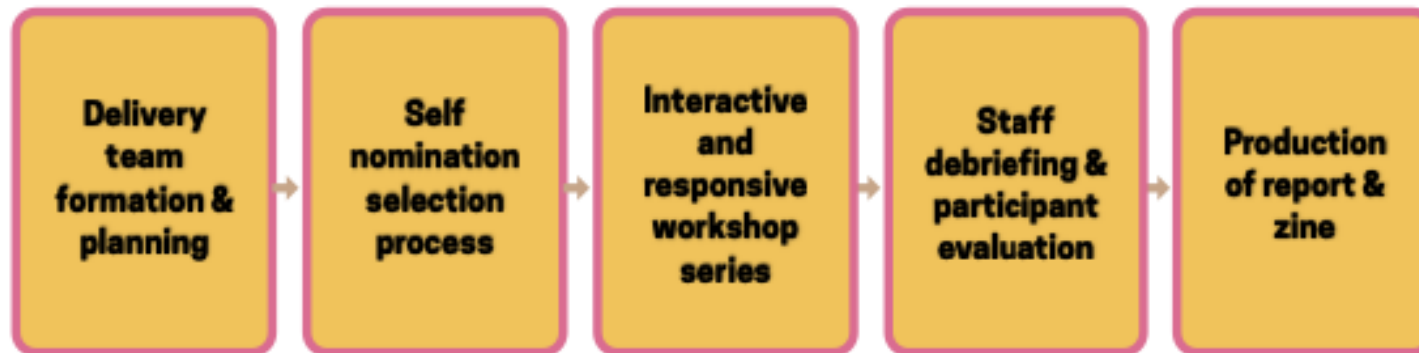 Delivery
team
formation &
planning
Self
nomination
selection
process
Interactive
and
responsive
workshop
series
Staff
debriefing &
participant
evaluation
Production
of report &
zine